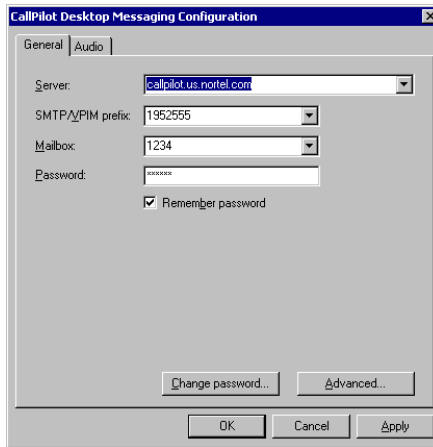 CallPilot Desktop Messaging Configuration
General Audio
Server: callpilot.us.nortel.com
SMTP/VPIM prefix: 1952555
Mailbox: 1234
Password: ******
Remember password
Change password... Advanced...
OK Cancel Apply